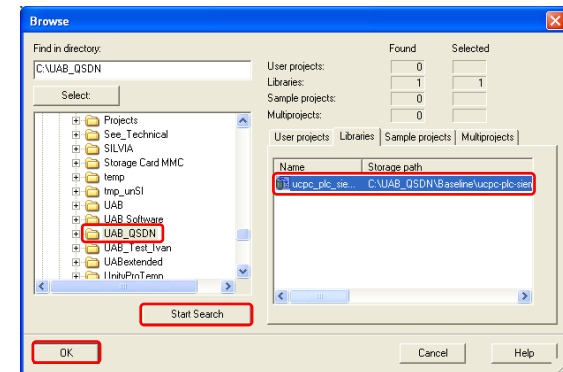 Browse
Find in directory:
C:\UAB_QSDN
Select:
Projects
See_Technical
SILVIA
Storage Card MMC
temp
tmp_unSI
UAB
UAB Software
UAB_QSDN
UAB_Test_Ivan
UABextended
UnityProTemp
Start Search
Found Selected
User projects: 0
Libraries: 1 1
Sample projects: 0
Multiprojects: 0
User projects Libraries Sample projects Multiprojects
Name Storage path
ucpc_plc_sie... C:\UAB_QSDN\Baseline\ucpc-plc-siem
OK Cancel Help